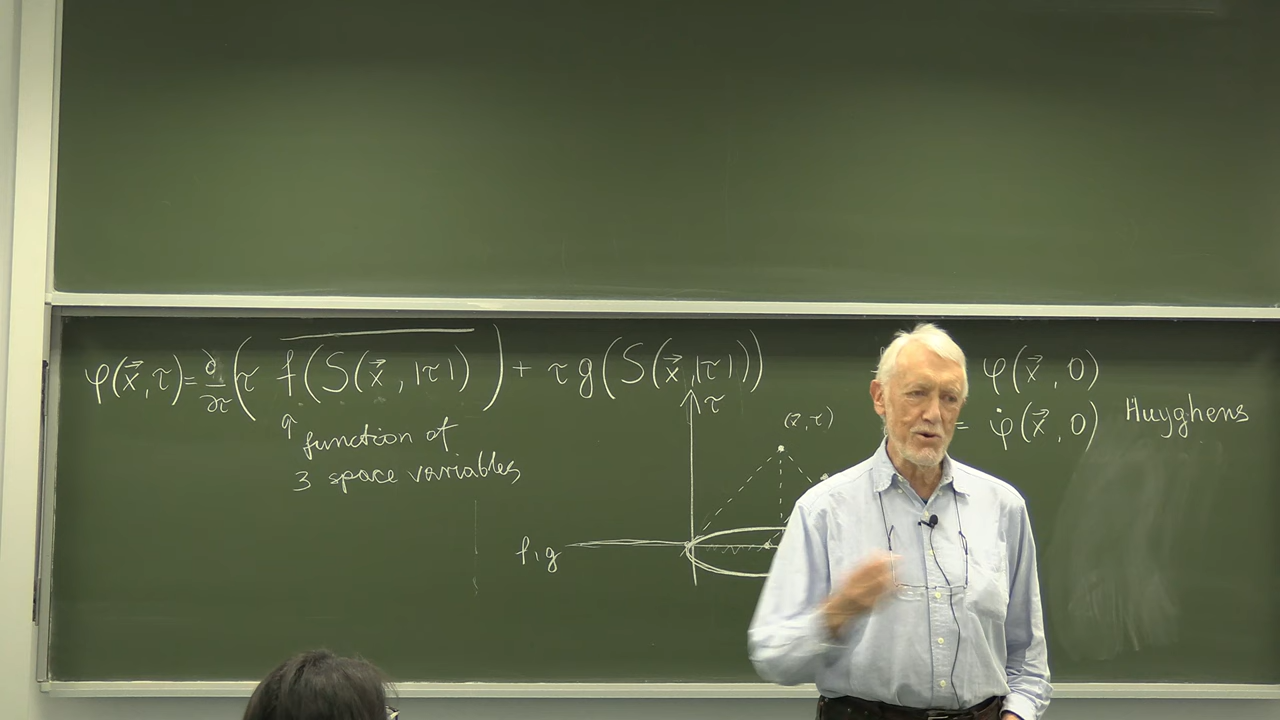 φ(x⃗,τ) = ∂/∂τ (τ f(S(x⃗,|τ|))) + τ g(S(x⃗,|τ|))
φ(x⃗,0)
= φ̇(x⃗,0)
Huyghens
function of
3 space variables
τ
(x⃗,τ)
f,g